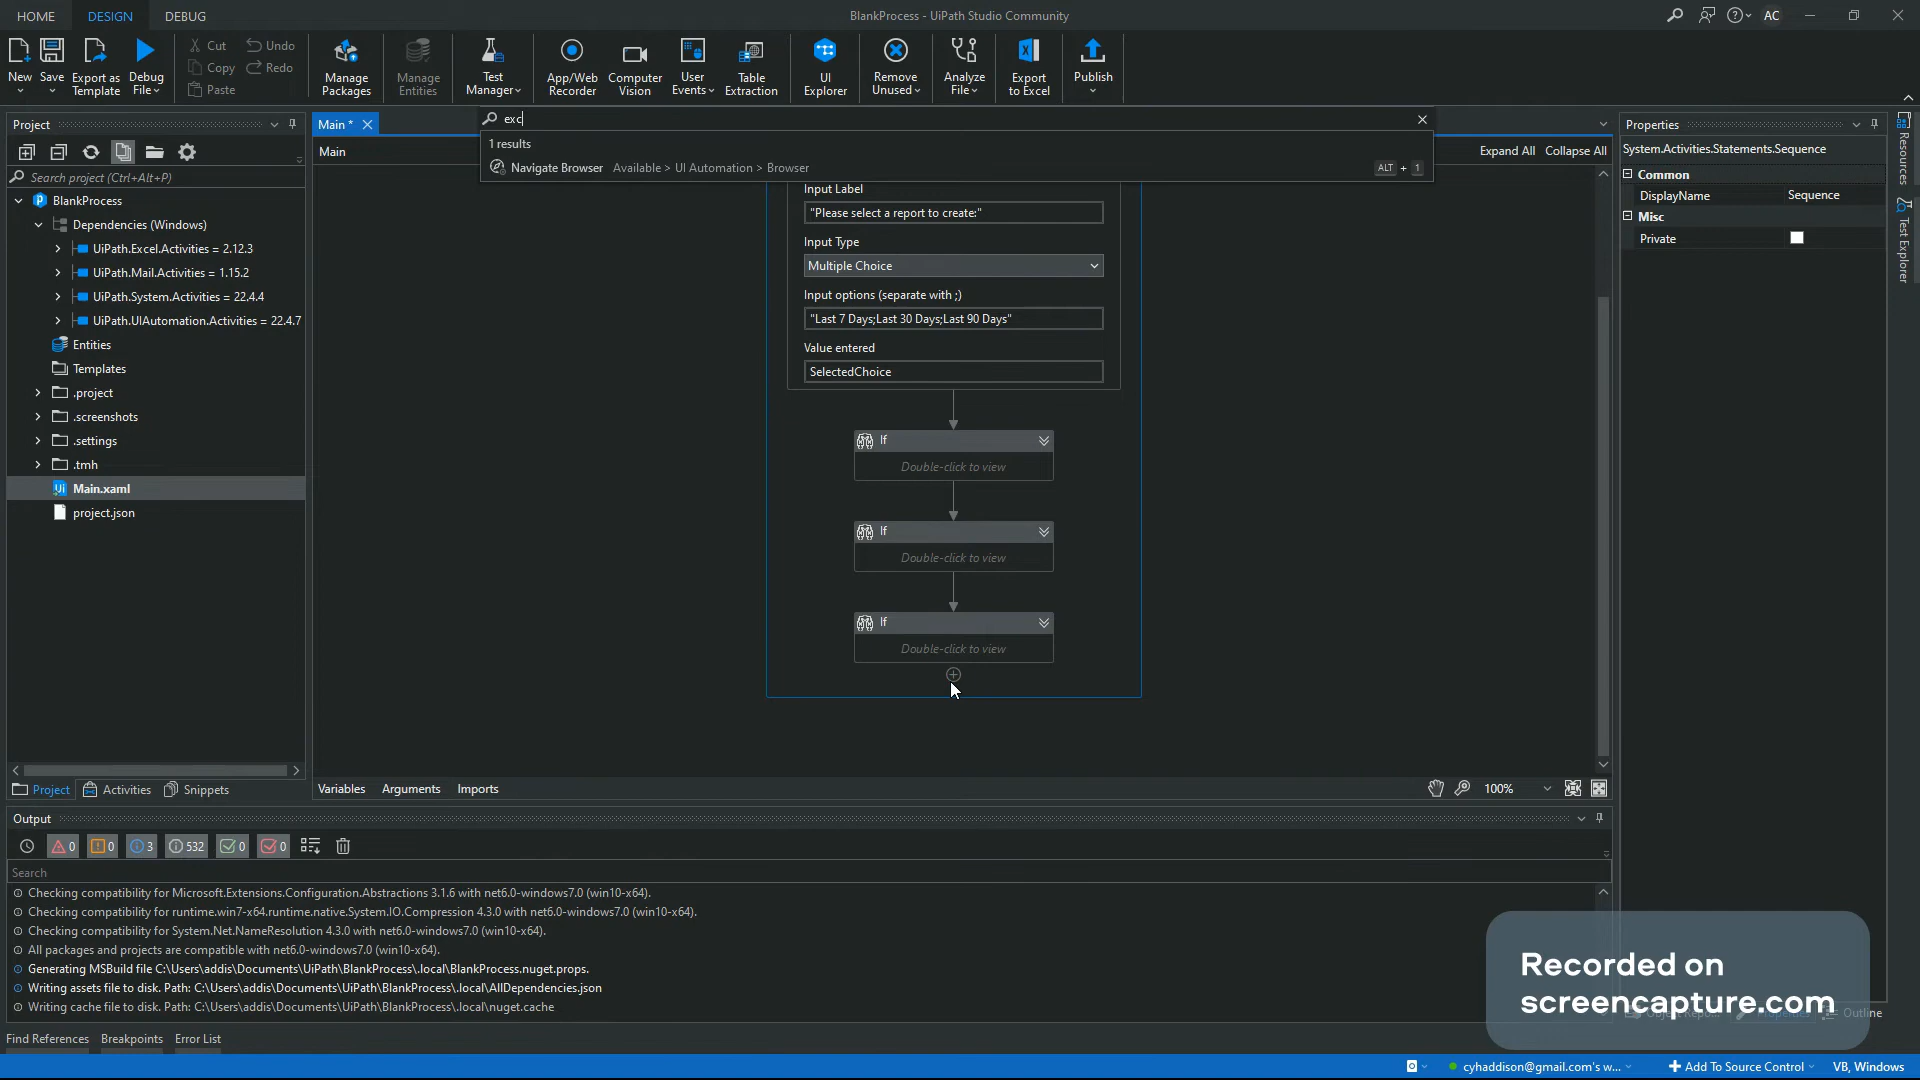 HOME DESIGN DEBUG
BlankProcess - UiPath Studio Community
AC
New
Save
Export as Template
Debug File
Cut
Copy
Paste
Undo
Redo
Manage Packages
Manage Entities
Test Manager
App/Web Recorder
Computer Vision
User Events
Table Extraction
UI Explorer
Remove Unused
Analyze File
Export to Excel
Publish
Project
Search project (Ctrl+Alt+P)
BlankProcess
Dependencies (Windows)
UiPath.Excel.Activities = 2.12.3
UiPath.Mail.Activities = 1.15.2
UiPath.System.Activities = 22.4.4
UiPath.UIAutomation.Activities = 22.4.7
Entities
Templates
.project
.screenshots
.settings
.tmh
Main.xaml
project.json
Project Activities Snippets
Main *
Main
exc
1 results
Navigate Browser Available > UI Automation > Browser ALT + 1
Expand All Collapse All
Input Label
"Please select a report to create:"
Input Type
Multiple Choice
Input options (separate with ;)
"Last 7 Days;Last 30 Days;Last 90 Days"
Value entered
SelectedChoice
If
Double-click to view
If
Double-click to view
If
Double-click to view
Variables Arguments Imports
100%
Properties
System.Activities.Statements.Sequence
Common
DisplayName Sequence
Misc
Private
Resources
Test Explorer
Output
0 0 3 532 0 0
Search
Checking compatibility for Microsoft.Extensions.Configuration.Abstractions 3.1.6 with net6.0-windows7.0 (win10-x64).
Checking compatibility for runtime.win7-x64.runtime.native.System.IO.Compression 4.3.0 with net6.0-windows7.0 (win10-x64).
Checking compatibility for System.Net.NameResolution 4.3.0 with net6.0-windows7.0 (win10-x64).
All packages and projects are compatible with net6.0-windows7.0 (win10-x64).
Generating MSBuild file C:\Users\addis\Documents\UiPath\BlankProcess\.local\BlankProcess.nuget.props.
Writing assets file to disk. Path: C:\Users\addis\Documents\UiPath\BlankProcess\.local\AllDependencies.json
Writing cache file to disk. Path: C:\Users\addis\Documents\UiPath\BlankProcess\.local\nuget.cache
Recorded on
screencapture.com
Properties Outline
Find References Breakpoints Error List
cyhaddison@gmail.com's w... Add To Source Control VB, Windows